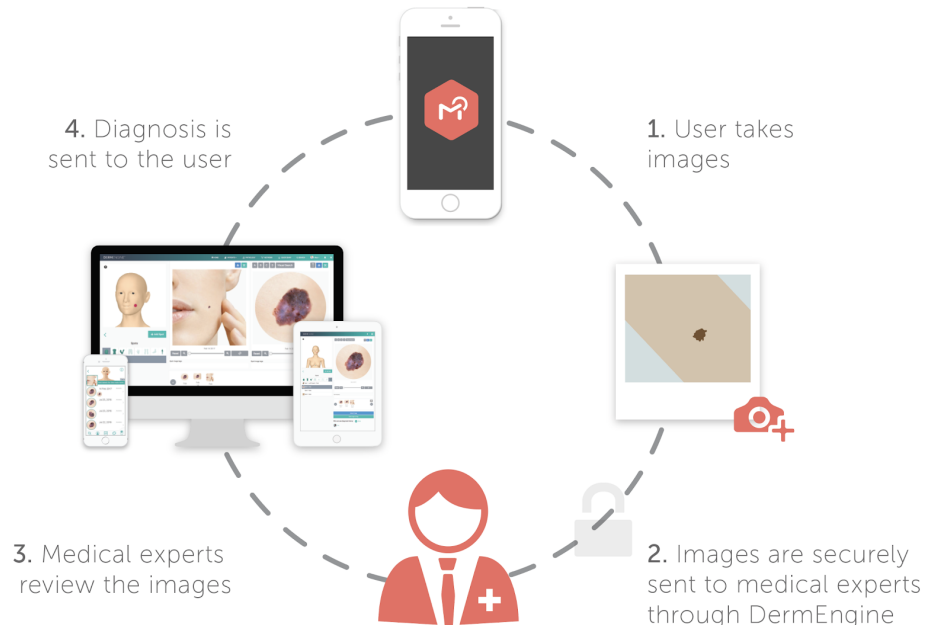 1. User takes
images
2. Images are securely
sent to medical experts
through DermEngine
3. Medical experts
review the images
4. Diagnosis is
sent to the user